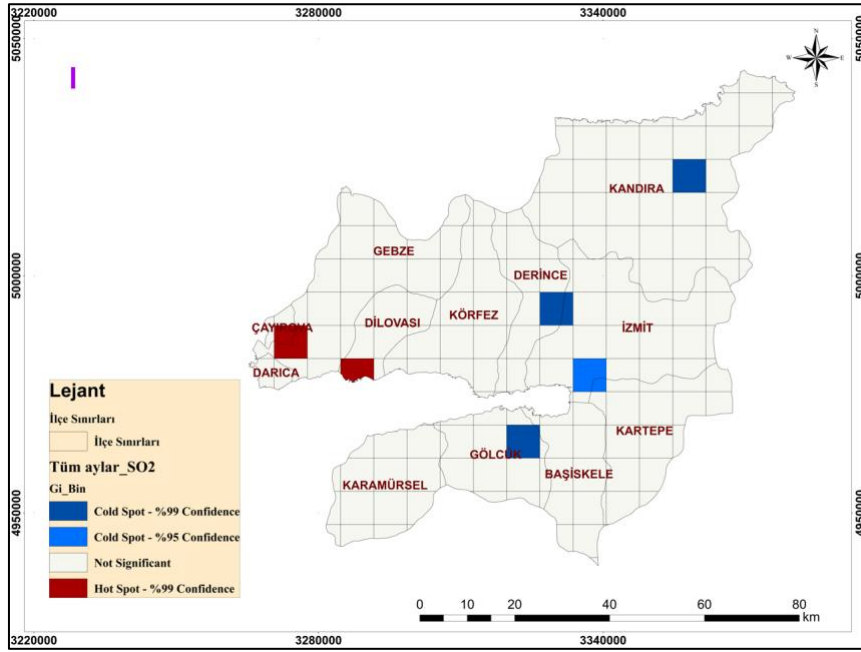 3220000 3280000 3340000
5050000 5050000
N
W E
S
KANDIRA
GEBZE
DERİNCE
5000000 5000000
ÇAYIROVA DİLOVASI KÖRFEZ İZMİT
DARICA
Lejant
İlçe Sınırları
İlçe Sınırları
Tüm aylar_SO2
Gi_Bin
Cold Spot - %99 Confidence
Cold Spot - %95 Confidence
Not Significant
Hot Spot - %99 Confidence
KARTEPE
GÖLCÜK
BAŞİSKELE
KARAMÜRSEL
4950000 4950000
0 10 20 40 60 80
km
3220000 3280000 3340000